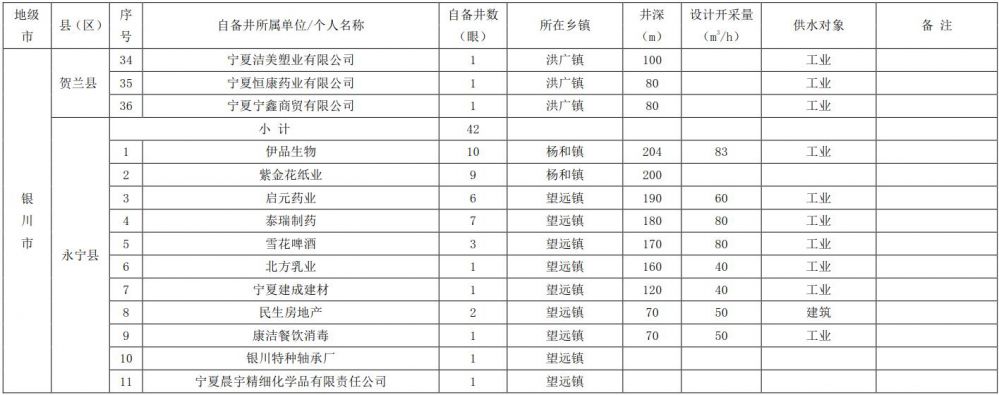 地级市 县（区） 序号 自备井所属单位/个人名称 自备井数（眼） 所在乡镇 井深（m） 设计开采量（m³/h） 供水对象 备 注
银川市 贺兰县 34 宁夏洁美塑业有限公司 1 洪广镇 100 工业
35 宁夏恒康药业有限公司 1 洪广镇 80 工业
36 宁夏宁鑫商贸有限公司 1 洪广镇 80 工业
永宁县 小 计 42
1 伊品生物 10 杨和镇 204 83 工业
2 紫金花纸业 9 杨和镇 200
3 启元药业 6 望远镇 190 60 工业
4 泰瑞制药 7 望远镇 180 80 工业
5 雪花啤酒 3 望远镇 170 80 工业
6 北方乳业 1 望远镇 160 40 工业
7 宁夏建成建材 1 望远镇 120 40 工业
8 民生房地产 2 望远镇 70 50 建筑
9 康洁餐饮消毒 1 望远镇 70 50 工业
10 银川特种轴承厂 1 望远镇
11 宁夏晨宇精细化学品有限责任公司 1 望远镇